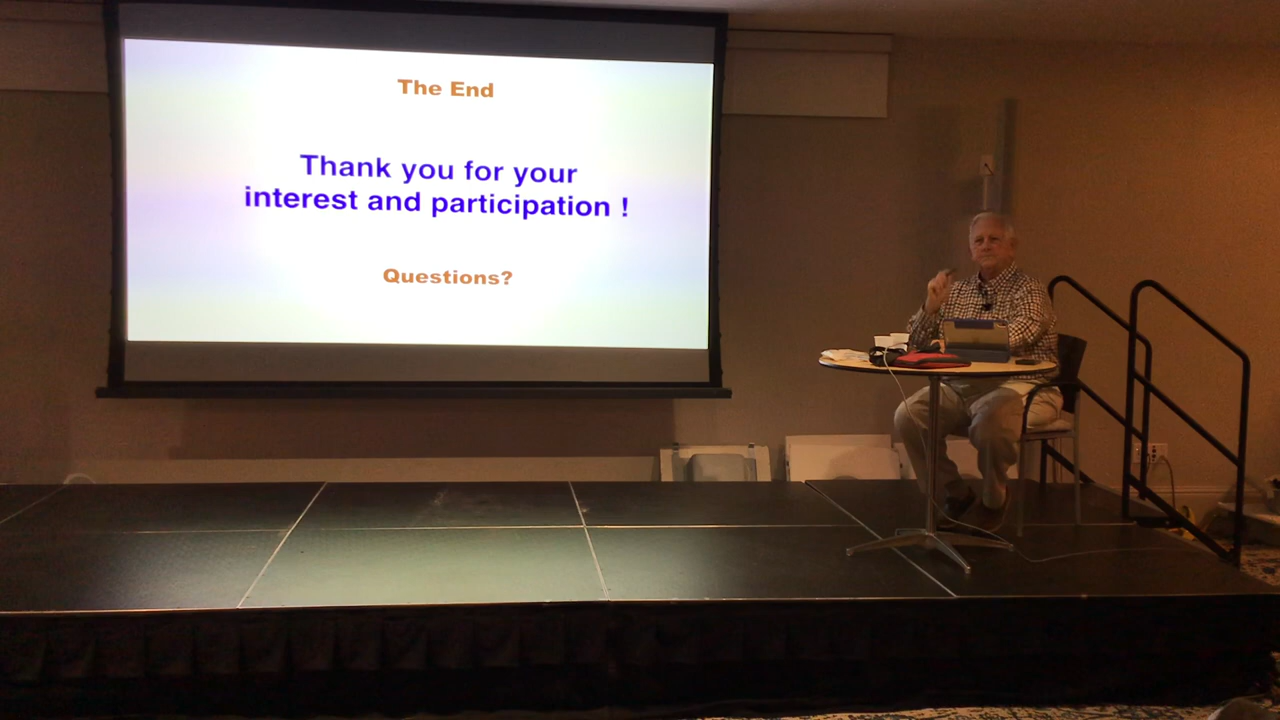 The End
Thank you for your
interest and participation !
Questions?